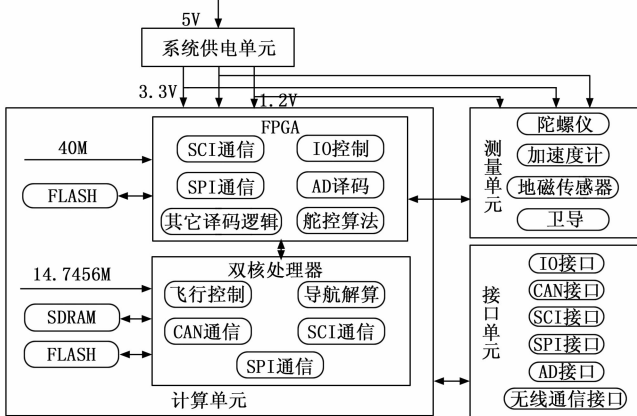 5V
系统供电单元
3.3V
1.2V
FPGA
SCI通信
IO控制
40M
SPI通信
AD译码
FLASH
其它译码逻辑
舵控算法
双核处理器
14.7456M
飞行控制
导航解算
SDRAM
CAN通信
SCI通信
FLASH
SPI通信
计算单元
测量单元
陀螺仪
加速度计
地磁传感器
卫导
接口单元
IO接口
CAN接口
SCI接口
SPI接口
AD接口
无线通信接口